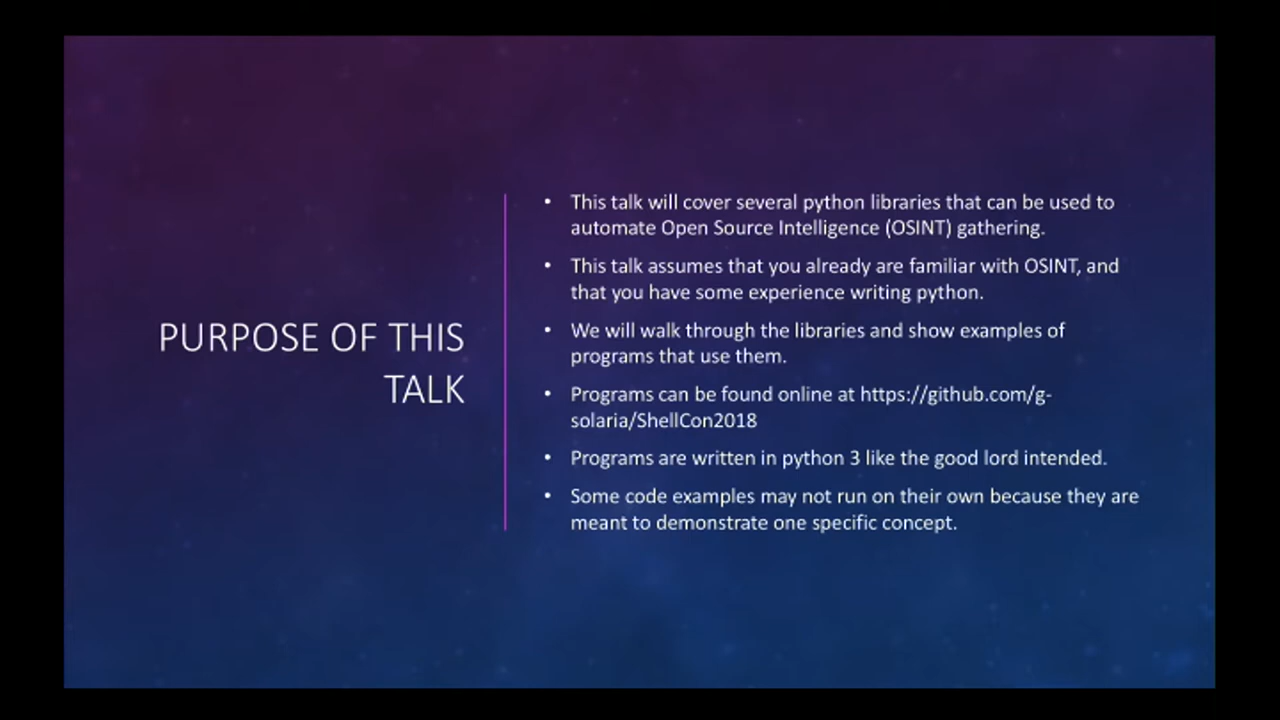 PURPOSE OF THIS
TALK
• This talk will cover several python libraries that can be used to
automate Open Source Intelligence (OSINT) gathering.
• This talk assumes that you already are familiar with OSINT, and
that you have some experience writing python.
• We will walk through the libraries and show examples of
programs that use them.
• Programs can be found online at https://github.com/g-
solaria/ShellCon2018
• Programs are written in python 3 like the good lord intended.
• Some code examples may not run on their own because they are
meant to demonstrate one specific concept.